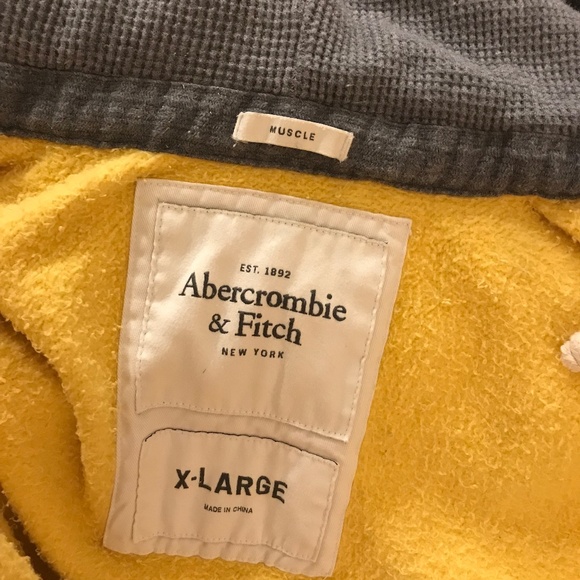 MUSCLE
EST. 1892
Abercrombie
& Fitch
NEW YORK
X-LARGE
MADE IN CHINA